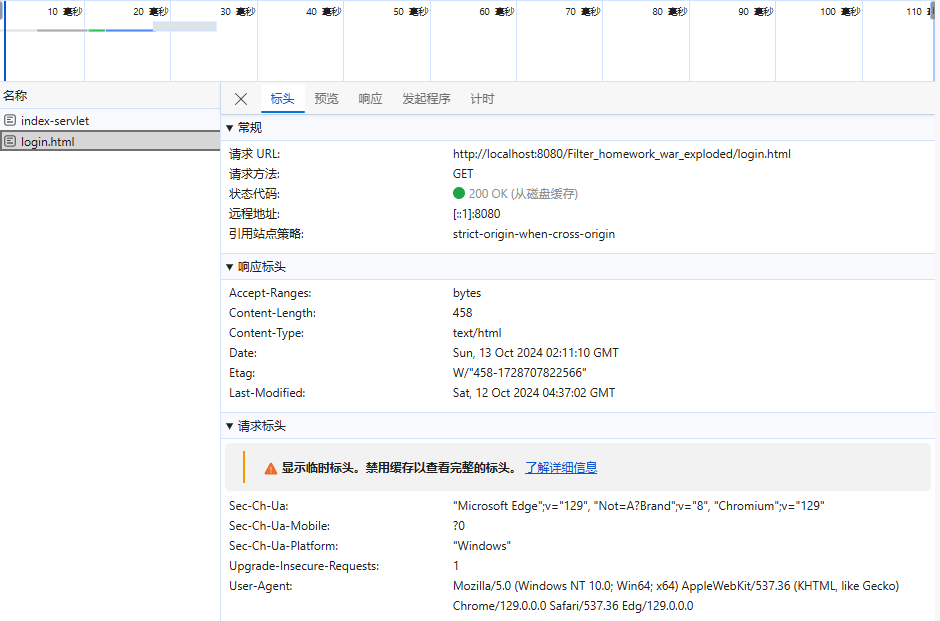 10 毫秒 20 毫秒 30 毫秒 40 毫秒 50 毫秒 60 毫秒 70 毫秒 80 毫秒 90 毫秒 100 毫秒 110
名称
标头 预览 响应 发起程序 计时
index-servlet
login.html
▼ 常规
请求 URL: http://localhost:8080/Filter_homework_war_exploded/login.html
请求方法: GET
状态代码: 200 OK (从磁盘缓存)
远程地址: [::1]:8080
引用站点策略: strict-origin-when-cross-origin
▼ 响应标头
Accept-Ranges: bytes
Content-Length: 458
Content-Type: text/html
Date: Sun, 13 Oct 2024 02:11:10 GMT
Etag: W/"458-1728707822566"
Last-Modified: Sat, 12 Oct 2024 04:37:02 GMT
▼ 请求标头
显示临时标头。禁用缓存以查看完整的标头。 了解详细信息
Sec-Ch-Ua: "Microsoft Edge";v="129", "Not=A?Brand";v="8", "Chromium";v="129"
Sec-Ch-Ua-Mobile: ?0
Sec-Ch-Ua-Platform: "Windows"
Upgrade-Insecure-Requests: 1
User-Agent: Mozilla/5.0 (Windows NT 10.0; Win64; x64) AppleWebKit/537.36 (KHTML, like Gecko)
Chrome/129.0.0.0 Safari/537.36 Edg/129.0.0.0